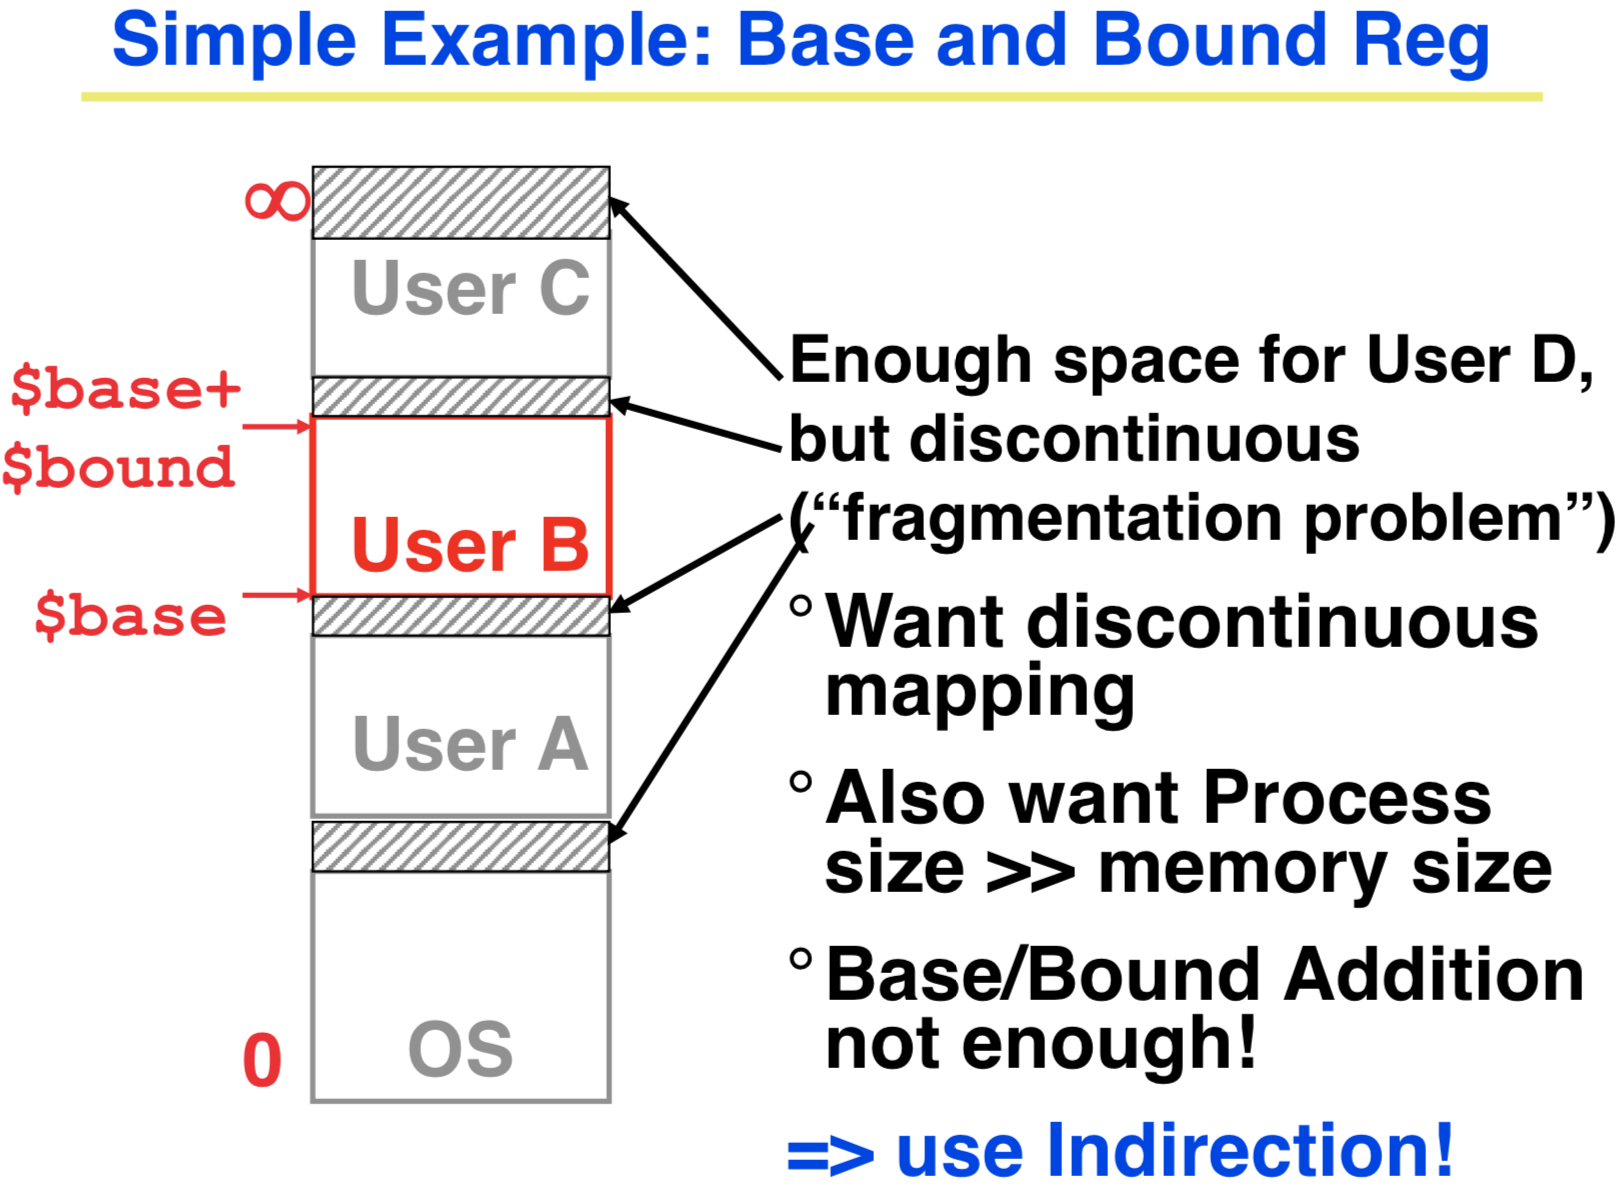 Simple Example: Base and Bound Reg
∞
User C
$base+
$bound
User B
$base
User A
0
OS
Enough space for User D,
but discontinuous
(“fragmentation problem”)
° Want discontinuous
mapping
° Also want Process
size >> memory size
° Base/Bound Addition
not enough!
=> use Indirection!